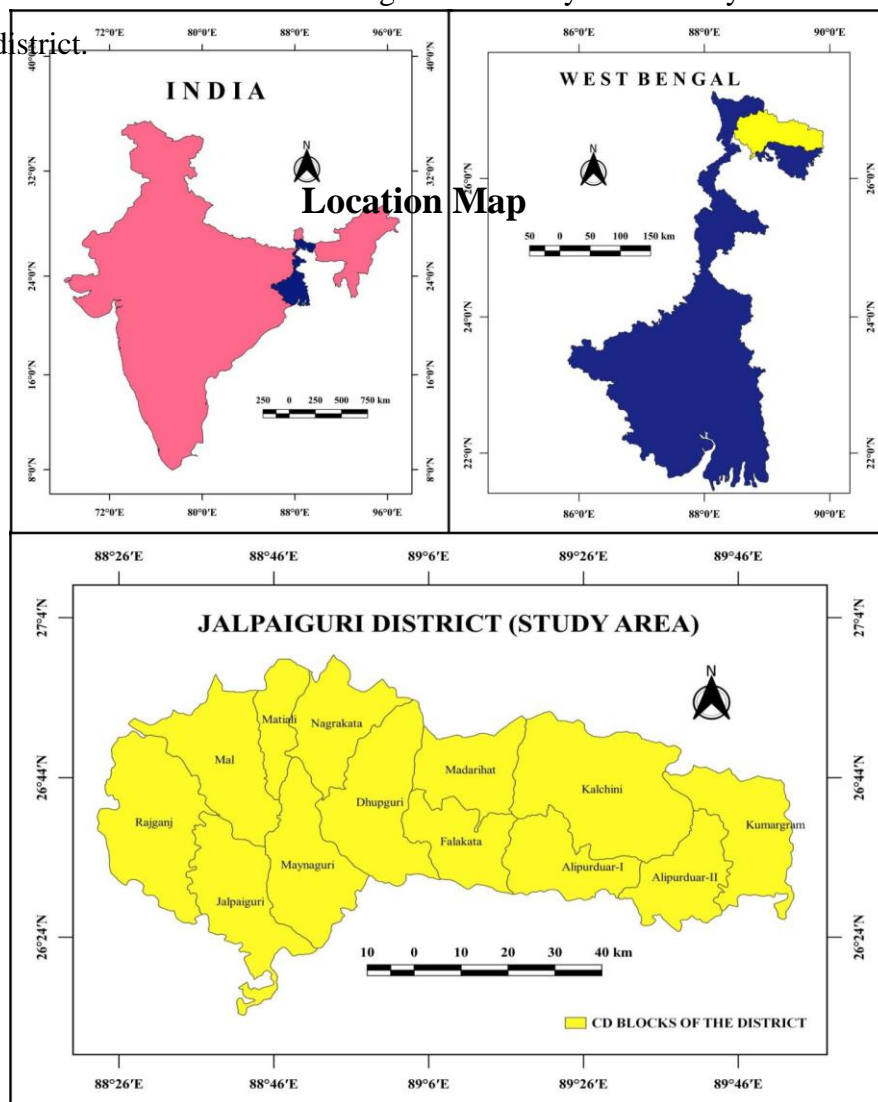 district.
Location Map
INDIA
72°0'E 80°0'E 88°0'E 96°0'E
40°0'N
32°0'N
24°0'N
16°0'N
8°0'N
N
250 0 250 500 750 km
72°0'E 80°0'E 88°0'E 96°0'E
WEST BENGAL
86°0'E 88°0'E 90°0'E
26°0'N
24°0'N
22°0'N
N
50 0 50 100 150 km
86°0'E 88°0'E 90°0'E
88°26'E 88°46'E 89°6'E 89°26'E 89°46'E
JALPAIGURI DISTRICT (STUDY AREA)
27°4'N 27°4'N
26°44'N 26°44'N
26°24'N 26°24'N
N
Matiali
Nagrakata
Mal
Madarihat
Kalchini
Dhupguri
Rajganj
Kumargram
Falakata
Maynaguri
Alipurduar-I
Alipurduar-II
Jalpaiguri
10 0 10 20 30 40 km
CD BLOCKS OF THE DISTRICT
88°26'E 88°46'E 89°6'E 89°26'E 89°46'E